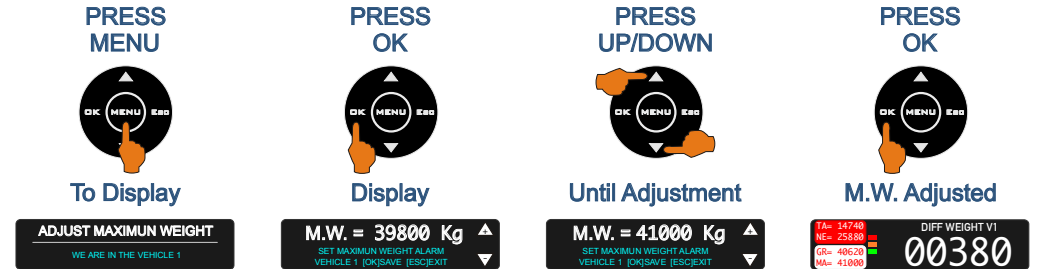 PRESS
MENU
OK MENU Esc
To Display
ADJUST MAXIMUN WEIGHT
WE ARE IN THE VEHICLE 1
PRESS
OK
OK MENU Esc
Display
M.W. = 39800 Kg
SET MAXIMUN WEIGHT ALARM
VEHICLE 1 [OK]SAVE [ESC]EXIT
PRESS
UP/DOWN
OK MENU Esc
Until Adjustment
M.W. = 41000 Kg
SET MAXIMUN WEIGHT ALARM
VEHICLE 1 [OK]SAVE [ESC]EXIT
PRESS
OK
OK MENU Esc
M.W. Adjusted
TA= 14740
NE= 25880
GR= 40620
MA= 41000
DIFF WEIGHT V1
00380